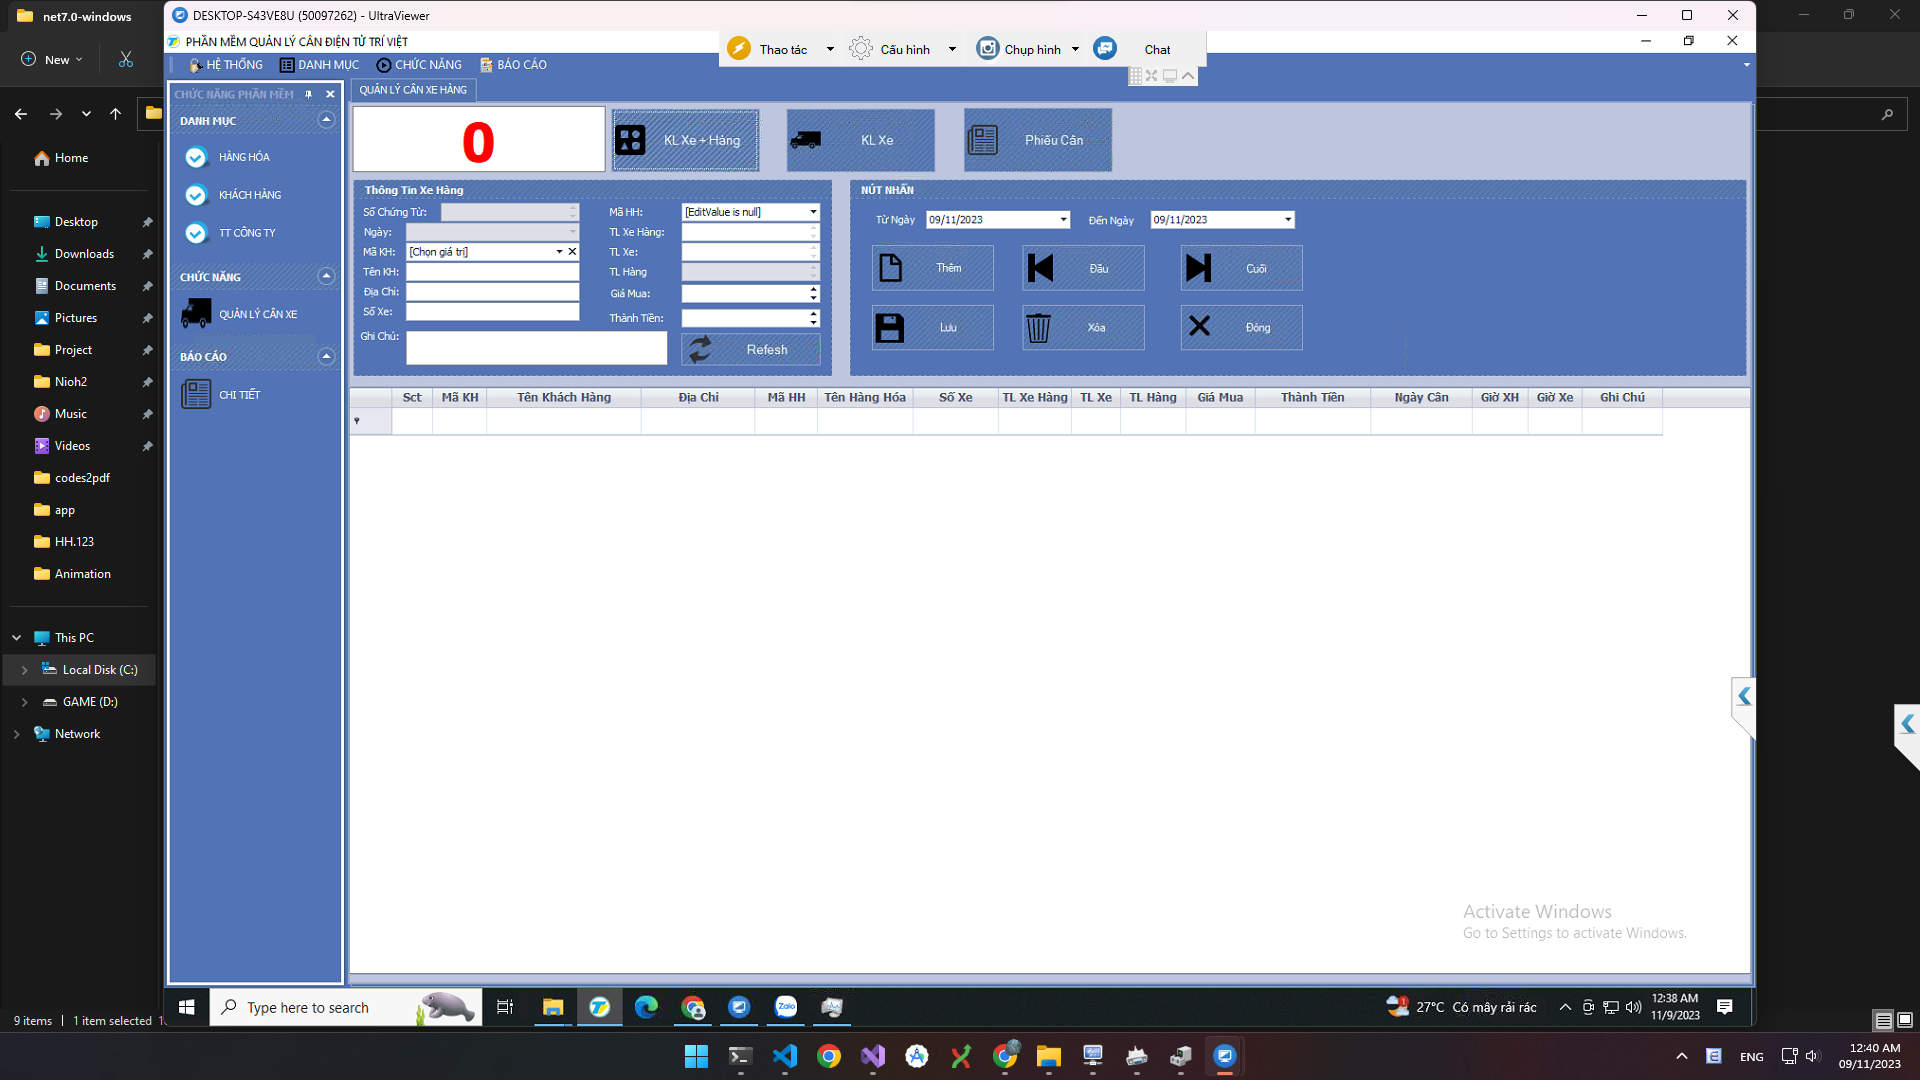 net7.0-windows
New
Home
Desktop
Downloads
Documents
Pictures
Project
Nioh2
Music
Videos
codes2pdf
app
HH.123
Animation
This PC
Local Disk (C:)
GAME (D:)
Network
9 items
1 item selected
DESKTOP-S43VE8U (50097262) - UltraViewer
PHẦN MỀM QUẢN LÝ CÂN ĐIỆN TỬ TRÍ VIỆT
Thao tác
Cấu hình
Chụp hình
Chat
HỆ THỐNG
DANH MỤC
CHỨC NĂNG
BÁO CÁO
CHỨC NĂNG PHẦN MỀM
QUẢN LÝ CÂN XE HÀNG
DANH MỤC
HÀNG HÓA
KHÁCH HÀNG
TT CÔNG TY
CHỨC NĂNG
QUẢN LÝ CÂN XE
BÁO CÁO
CHI TIẾT
0
KL Xe + Hàng
KL Xe
Phiếu Cân
Thông Tin Xe Hàng
Số Chứng Từ:
Ngày:
Mã KH: [Chọn giá trị]
Tên KH:
Địa Chỉ:
Số Xe:
Ghi Chú:
Mã HH: [EditValue is null]
TL Xe Hàng:
TL Xe:
TL Hàng
Giá Mua:
Thành Tiền:
Refesh
NÚT NHẤN
Từ Ngày 09/11/2023 Đến Ngày 09/11/2023
Thêm Đầu Cuối
Lưu Xóa Đóng
Sct Mã KH Tên Khách Hàng Địa Chỉ Mã HH Tên Hàng Hóa Số Xe TL Xe Hàng TL Xe TL Hàng Giá Mua Thành Tiền Ngày Cân Giờ XH Giờ Xe Ghi Chú
Activate Windows
Go to Settings to activate Windows.
Type here to search
27°C Có mây rải rác
12:38 AM
11/9/2023
ENG
12:40 AM
09/11/2023